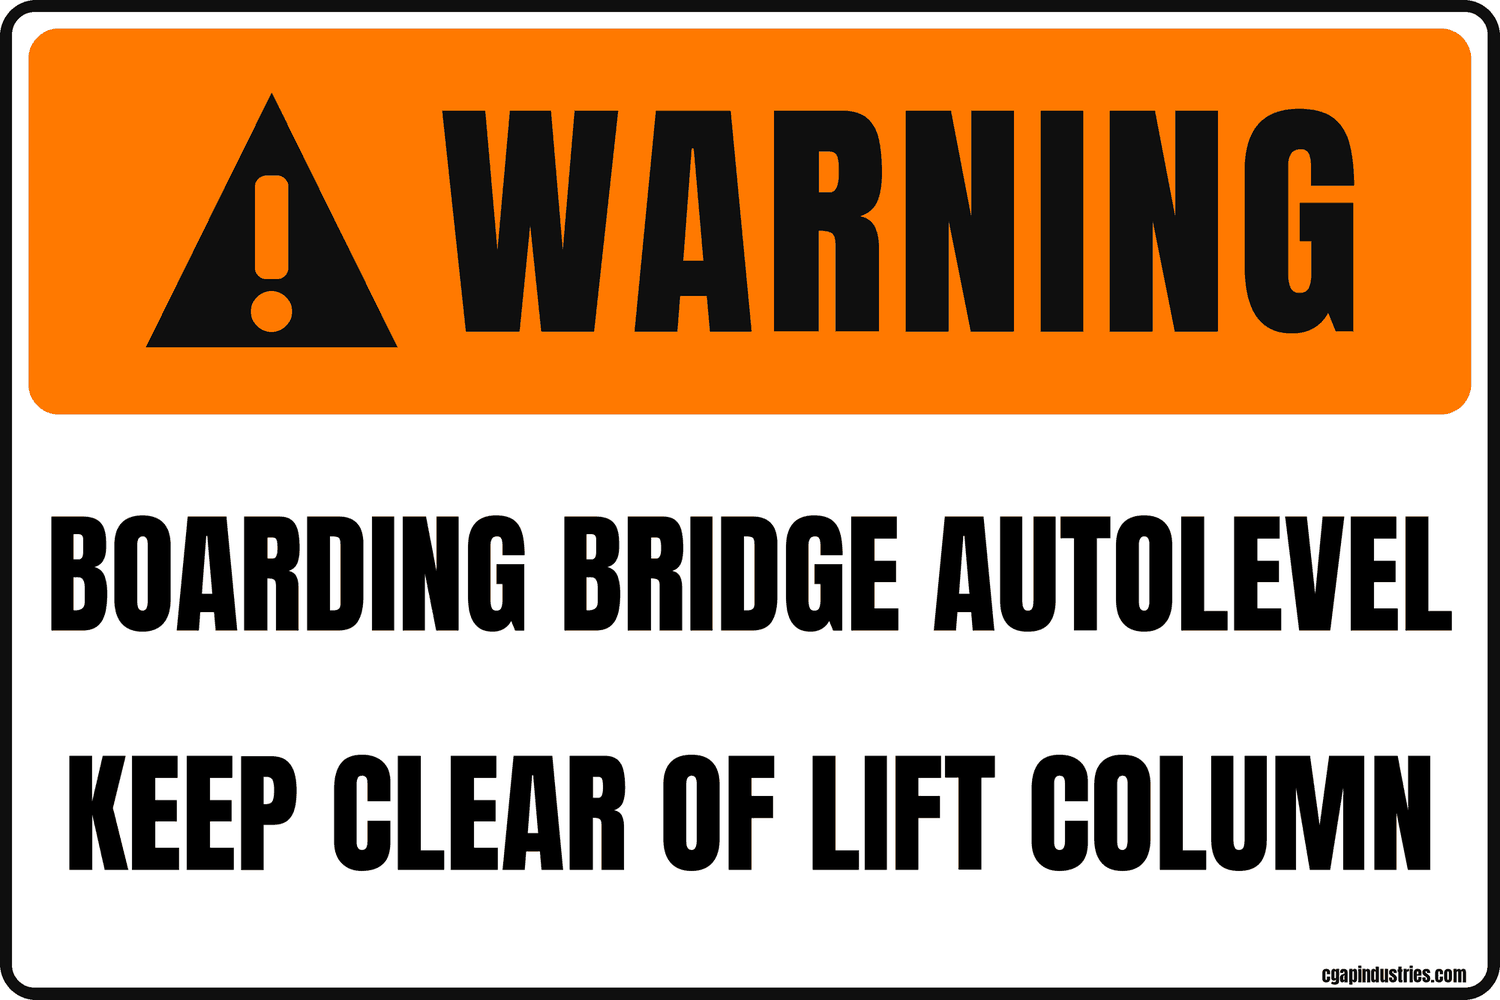 WARNING
BOARDING BRIDGE AUTOLEVEL
KEEP CLEAR OF LIFT COLUMN
cgapindustries.com